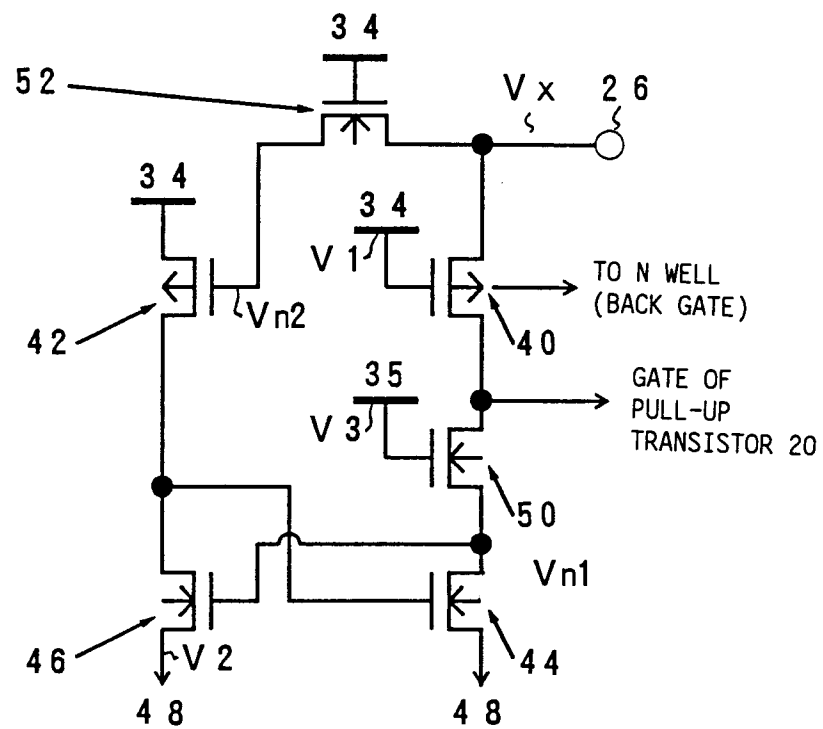 34
52
Vx
26
34
34
V1
TO N WELL
(BACK GATE)
Vn2
42
40
35
GATE OF
PULL-UP
TRANSISTOR 20
V3
50
Vn1
46
V2
44
48
48